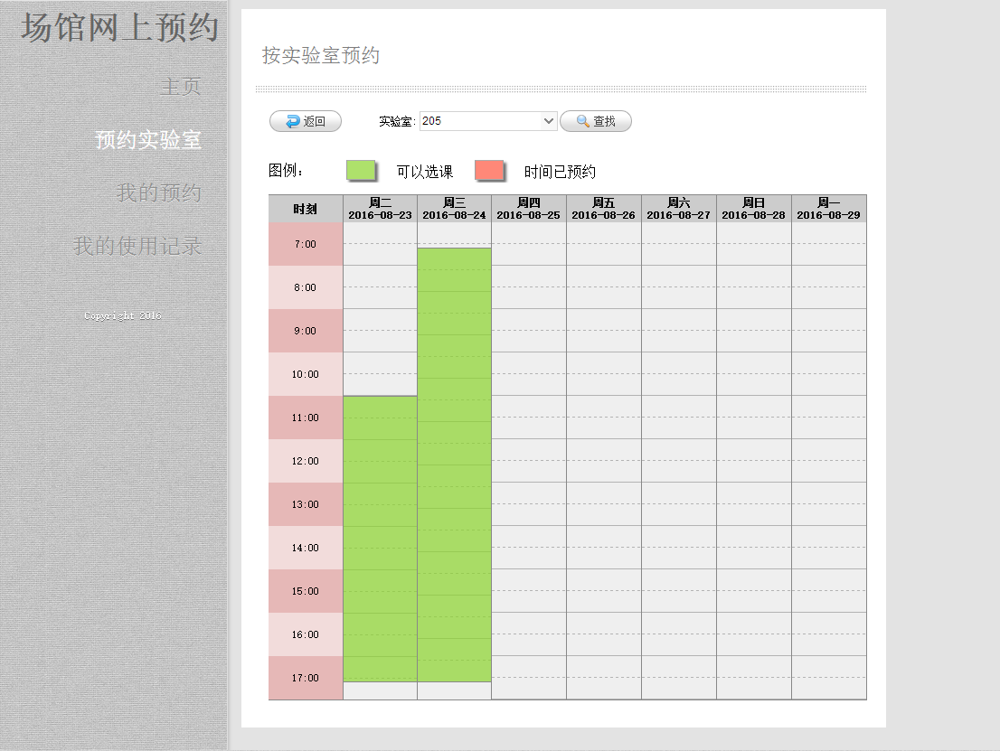 场馆网上预约
主页
预约实验室
我的预约
我的使用记录
Copyright 2016
按实验室预约
返回 实验室: 205 查找
图例： 可以选课 时间已预约
时刻 周二 周三 周四 周五 周六 周日 周一
2016-08-23 2016-08-24 2016-08-25 2016-08-26 2016-08-27 2016-08-28 2016-08-29
7:00
8:00
9:00
10:00
11:00
12:00
13:00
14:00
15:00
16:00
17:00